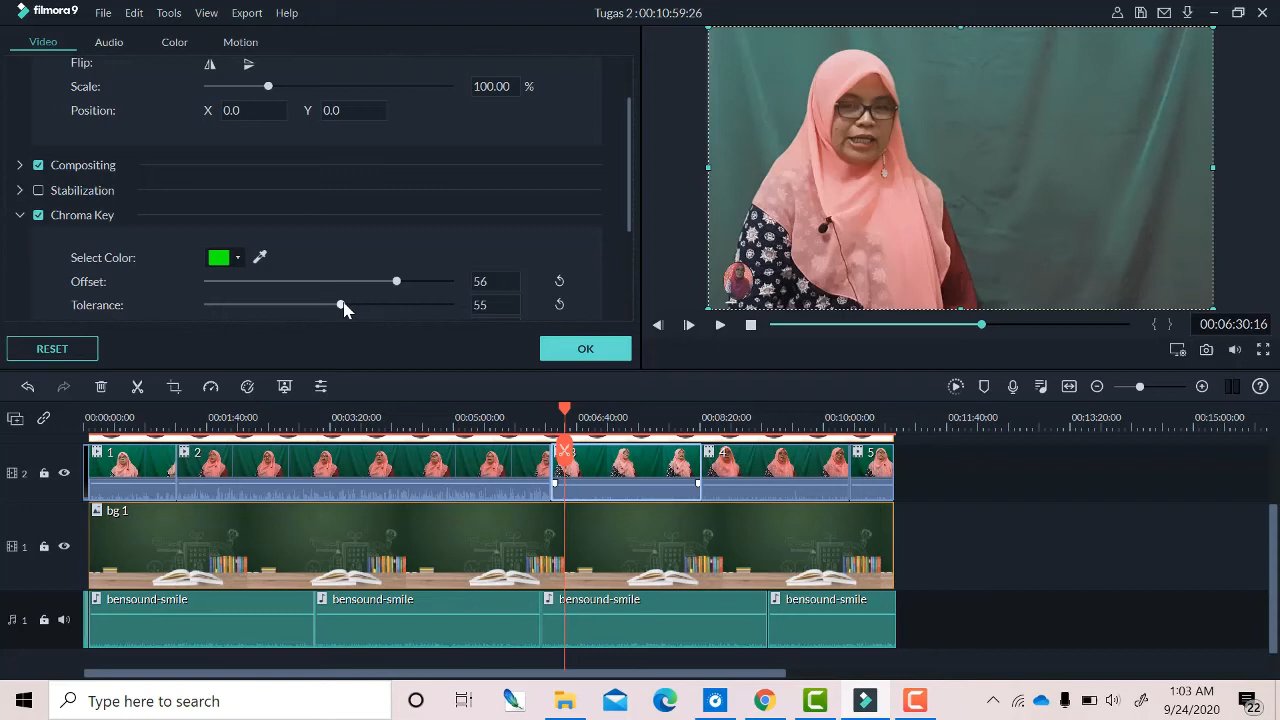 filmora9 File Edit Tools View Export Help Tugas 2 : 00:10:59:26
Video Audio Color Motion
Flip:
Scale: 100.00 %
Position: X 0.0 Y 0.0
Compositing
Stabilization
Chroma Key
Select Color:
Offset: 56
Tolerance: 55
RESET OK
00:06:30:16
00:00:00:00 00:01:40:00 00:03:20:00 00:05:00:00 00:06:40:00 00:08:20:00 00:10:00:00 00:11:40:00 00:13:20:00 00:15:00:00
2 1 2 4 5
1 bg 1
1 bensound-smile bensound-smile bensound-smile bensound-smile
Type here to search
1:03 AM
9/24/2020
22